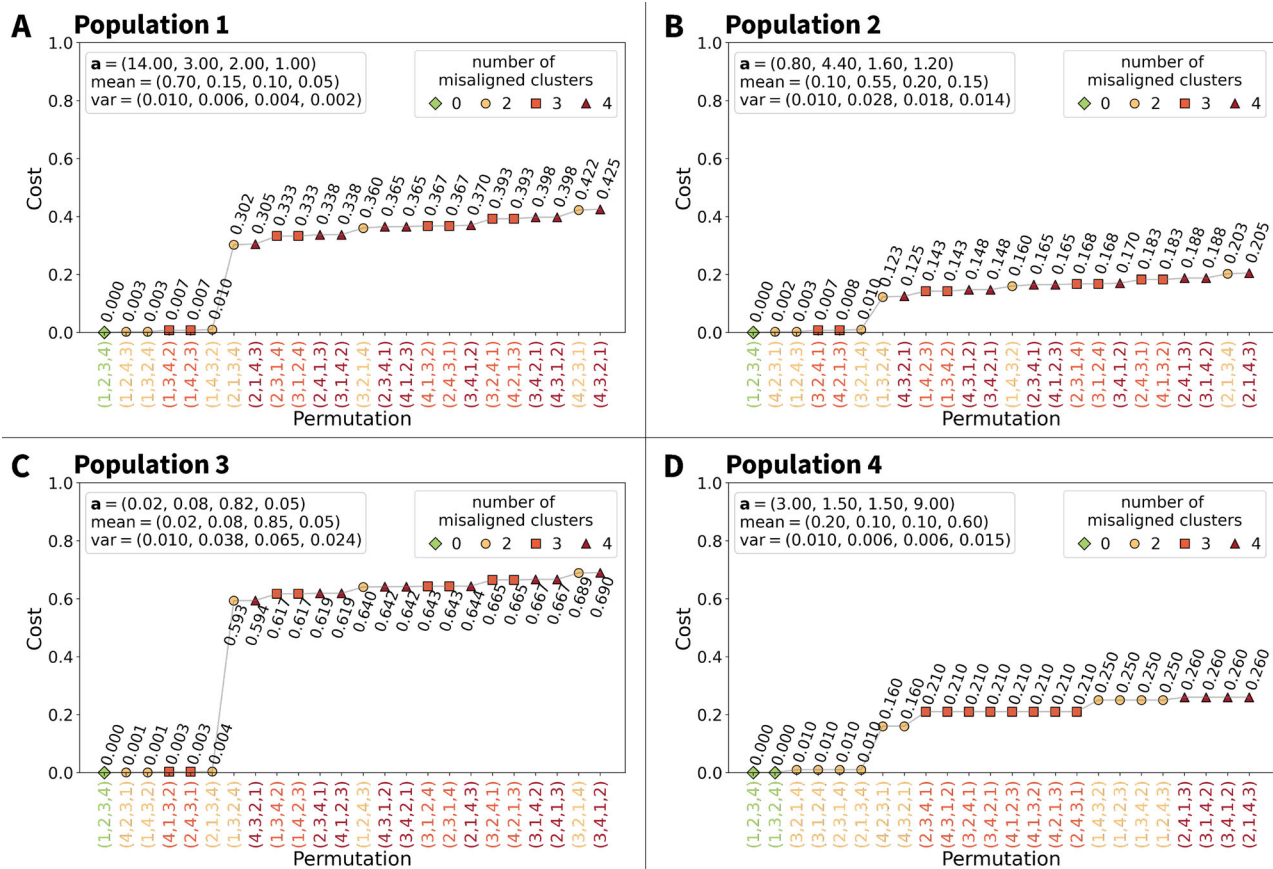 A Population 1
a = (14.00, 3.00, 2.00, 1.00)
mean = (0.70, 0.15, 0.10, 0.05)
var = (0.010, 0.006, 0.004, 0.002)
number of
misaligned clusters
0 2 3 4
Cost
1.0
0.8
0.6
0.4
0.2
0.0
0.000 0.003 0.003 0.007 0.007 0.010 0.302 0.305 0.333 0.333 0.338 0.338 0.360 0.365 0.365 0.367 0.367 0.370 0.393 0.393 0.398 0.398 0.422 0.425
(1,2,3,4) (1,2,4,3) (1,3,2,4) (1,3,4,2) (1,4,2,3) (1,4,3,2) (2,1,3,4) (2,1,4,3) (2,3,1,4) (3,1,2,4) (2,4,1,3) (3,1,4,2) (3,2,1,4) (2,3,4,1) (4,1,2,3) (4,1,3,2) (2,4,3,1) (3,4,1,2) (3,2,4,1) (4,2,1,3) (3,4,2,1) (4,3,1,2) (4,2,3,1) (4,3,2,1)
Permutation
B Population 2
a = (0.80, 4.40, 1.60, 1.20)
mean = (0.10, 0.55, 0.20, 0.15)
var = (0.010, 0.028, 0.018, 0.014)
number of
misaligned clusters
0 2 3 4
Cost
1.0
0.8
0.6
0.4
0.2
0.0
0.000 0.002 0.003 0.007 0.008 0.010 0.123 0.125 0.143 0.143 0.148 0.148 0.160 0.165 0.165 0.168 0.168 0.170 0.183 0.183 0.188 0.188 0.203 0.205
(1,2,3,4) (4,2,3,1) (1,2,4,3) (3,2,4,1) (4,2,1,3) (3,2,1,4) (1,3,2,4) (4,3,2,1) (1,4,2,3) (1,3,4,2) (4,3,1,2) (3,4,2,1) (1,4,3,2) (2,3,4,1) (4,1,2,3) (2,3,1,4) (3,1,2,4) (3,4,1,2) (2,4,3,1) (4,1,3,2) (2,4,1,3) (3,1,4,2) (2,1,3,4) (2,1,4,3)
Permutation
C Population 3
a = (0.02, 0.08, 0.82, 0.05)
mean = (0.02, 0.08, 0.85, 0.05)
var = (0.010, 0.038, 0.065, 0.024)
number of
misaligned clusters
0 2 3 4
Cost
1.0
0.8
0.6
0.4
0.2
0.0
0.000 0.001 0.001 0.003 0.003 0.004 0.593 0.594 0.617 0.617 0.619 0.619 0.640 0.642 0.642 0.643 0.643 0.644 0.665 0.665 0.667 0.667 0.689 0.690
(1,2,3,4) (4,2,3,1) (1,4,3,2) (4,1,3,2) (2,4,3,1) (2,1,3,4) (1,3,2,4) (4,3,2,1) (1,3,4,2) (1,4,2,3) (2,3,4,1) (4,1,2,3) (1,2,4,3) (4,3,1,2) (3,4,2,1) (3,1,2,4) (2,3,1,4) (2,1,4,3) (3,2,4,1) (4,2,1,3) (3,1,4,2) (2,4,1,3) (3,2,1,4) (3,4,1,2)
Permutation
D Population 4
a = (3.00, 1.50, 1.50, 9.00)
mean = (0.20, 0.10, 0.10, 0.60)
var = (0.010, 0.006, 0.006, 0.015)
number of
misaligned clusters
0 2 3 4
Cost
1.0
0.8
0.6
0.4
0.2
0.0
0.000 0.000 0.010 0.010 0.010 0.010 0.160 0.160 0.210 0.210 0.210 0.210 0.210 0.210 0.210 0.210 0.250 0.250 0.250 0.250 0.260 0.260 0.260 0.260
(1,2,3,4) (1,3,2,4) (3,2,1,4) (3,1,2,4) (2,3,1,4) (2,1,3,4) (4,2,3,1) (4,3,2,1) (2,3,4,1) (4,3,1,2) (3,2,4,1) (3,4,2,1) (4,1,2,3) (4,2,1,3) (4,1,3,2) (2,4,3,1) (1,4,3,2) (1,2,4,3) (1,3,4,2) (1,4,2,3) (2,4,1,3) (3,1,4,2) (3,4,1,2) (2,1,4,3)
Permutation